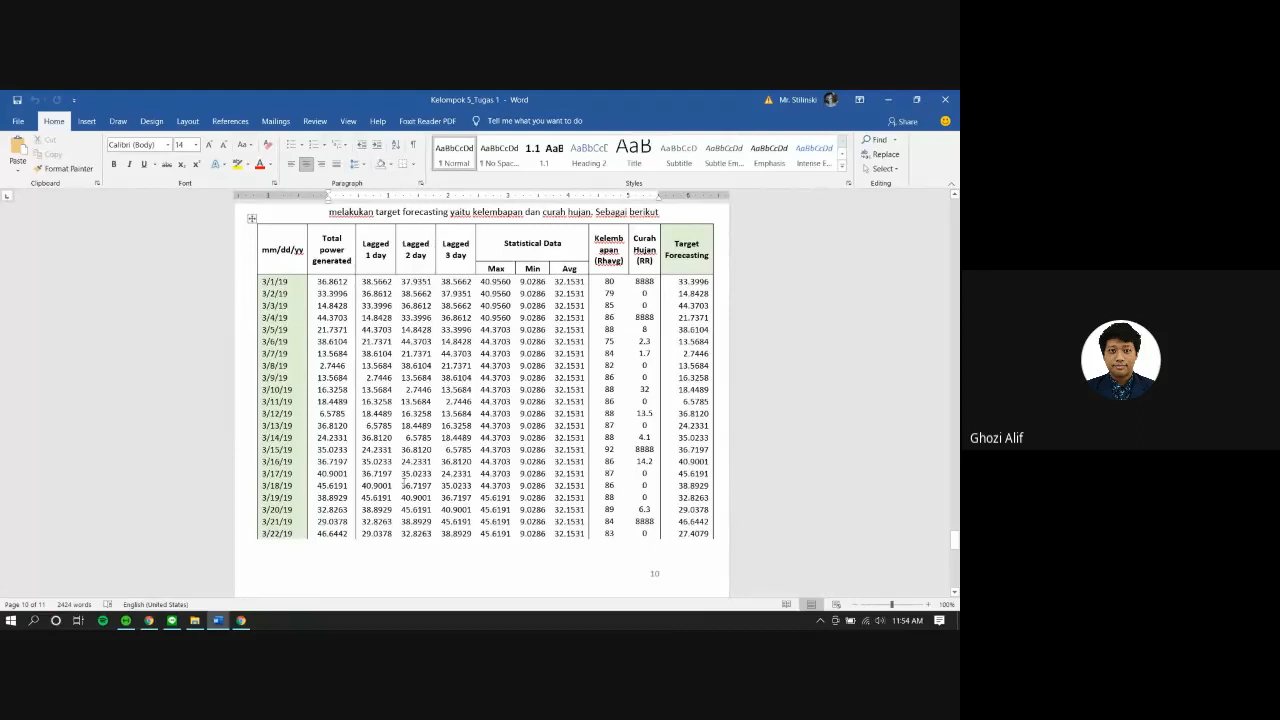 Kelompok 5_Tugas 1 - Word
Mr. Stilinski
File Home Insert Draw Design Layout References Mailings Review View Help Foxit Reader PDF Tell me what you want to do Share
Paste
Cut
Copy
Format Painter
Clipboard
Calibri (Body) 14
Font
Paragraph
AaBbCcDd AaBbCcDd 1.1 AaB AaBbCcC AaB AaBbCcDd AaBbCcDd AaBbCcDd AaBbCcDd
¶ Normal ¶ No Spac... 1.1 Heading 2 Title Subtitle Subtle Em... Emphasis Intense E...
Styles
Find
Replace
Select
Editing
melakukan target forecasting yaitu kelembapan dan curah hujan. Sebagai berikut
mm/dd/yy Total power generated Lagged 1 day Lagged 2 day Lagged 3 day Statistical Data Kelemb apan (Rhavg) Curah Hujan (RR) Target Forecasting
Max Min Avg
3/1/19 36.8612 38.5662 37.9351 38.5662 40.9560 9.0286 32.1531 80 8888 33.3996
3/2/19 33.3996 36.8612 38.5662 37.9351 40.9560 9.0286 32.1531 79 0 14.8428
3/3/19 14.8428 33.3996 36.8612 38.5662 40.9560 9.0286 32.1531 85 0 44.3703
3/4/19 44.3703 14.8428 33.3996 36.8612 40.9560 9.0286 32.1531 86 8888 21.7371
3/5/19 21.7371 44.3703 14.8428 33.3996 44.3703 9.0286 32.1531 88 8 38.6104
3/6/19 38.6104 21.7371 44.3703 14.8428 44.3703 9.0286 32.1531 75 2.3 13.5684
3/7/19 13.5684 38.6104 21.7371 44.3703 44.3703 9.0286 32.1531 84 1.7 2.7446
3/8/19 2.7446 13.5684 38.6104 21.7371 44.3703 9.0286 32.1531 82 0 13.5684
3/9/19 13.5684 2.7446 13.5684 38.6104 44.3703 9.0286 32.1531 86 0 16.3258
3/10/19 16.3258 13.5684 2.7446 13.5684 44.3703 9.0286 32.1531 88 32 18.4489
3/11/19 18.4489 16.3258 13.5684 2.7446 44.3703 9.0286 32.1531 86 0 6.5785
3/12/19 6.5785 18.4489 16.3258 13.5684 44.3703 9.0286 32.1531 88 13.5 36.8120
3/13/19 36.8120 6.5785 18.4489 16.3258 44.3703 9.0286 32.1531 87 0 24.2331
3/14/19 24.2331 36.8120 6.5785 18.4489 44.3703 9.0286 32.1531 88 4.1 35.0233
3/15/19 35.0233 24.2331 36.8120 6.5785 44.3703 9.0286 32.1531 92 8888 36.7197
3/16/19 36.7197 35.0233 24.2331 36.8120 44.3703 9.0286 32.1531 86 14.2 40.9001
3/17/19 40.9001 36.7197 35.0233 24.2331 44.3703 9.0286 32.1531 87 0 45.6191
3/18/19 45.6191 40.9001 36.7197 35.0233 44.3703 9.0286 32.1531 86 0 38.8929
3/19/19 38.8929 45.6191 40.9001 36.7197 45.6191 9.0286 32.1531 88 0 32.8263
3/20/19 32.8263 38.8929 45.6191 40.9001 45.6191 9.0286 32.1531 89 6.3 29.0378
3/21/19 29.0378 32.8263 38.8929 45.6191 45.6191 9.0286 32.1531 84 8888 46.6442
3/22/19 46.6442 29.0378 32.8263 38.8929 45.6191 9.0286 32.1531 83 0 27.4079
10
Page 10 of 11 2424 words English (United States) 100%
11:54 AM
Ghozi Alif